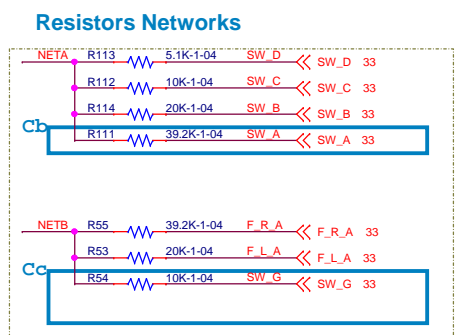 Resistors Networks
NETA R113 5.1K-1-04 SW_D SW_D 33
R112 10K-1-04 SW_C SW_C 33
R114 20K-1-04 SW_B SW_B 33
Cb
R111 39.2K-1-04 SW_A SW_A 33
NETB R55 39.2K-1-04 F_R_A F_R_A 33
R53 20K-1-04 F_L_A F_L_A 33
Cc
R54 10K-1-04 SW_G SW_G 33